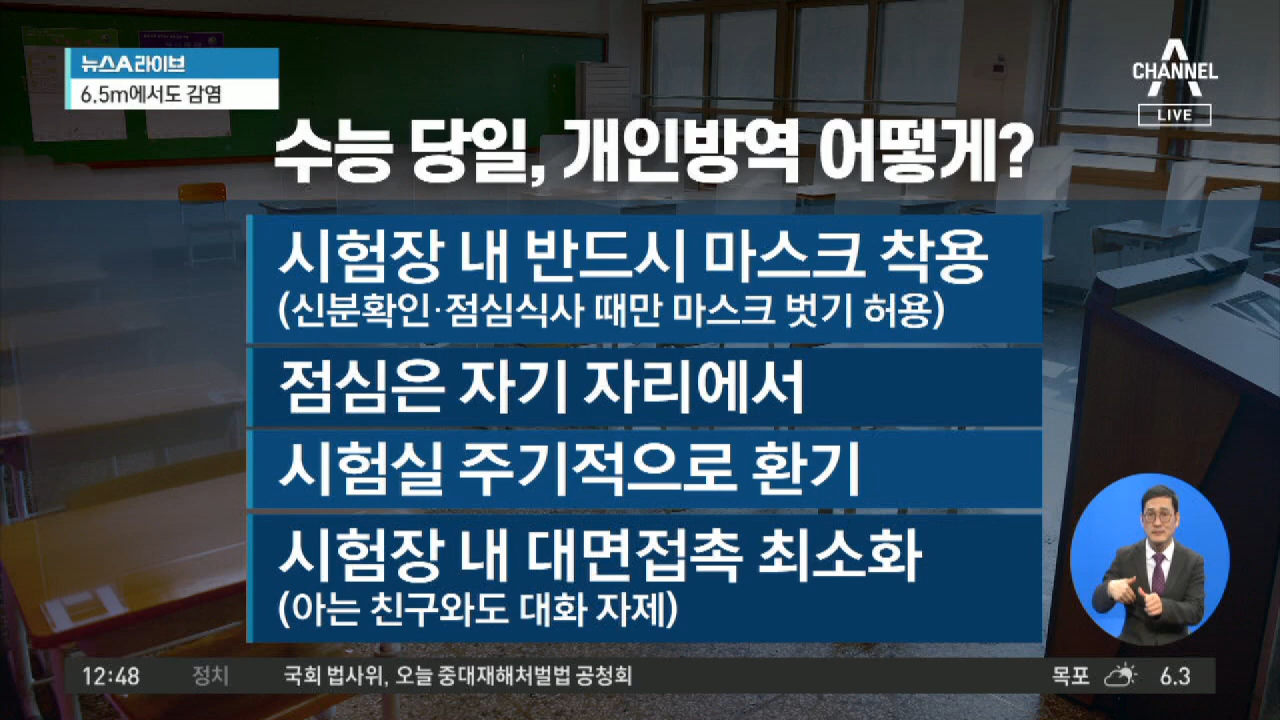 뉴스A 라이브
6.5m에서도 감염
CHANNEL A
LIVE
수능 당일, 개인방역 어떻게?
시험장 내 반드시 마스크 착용
(신분확인·점심식사 때만 마스크 벗기 허용)
점심은 자기 자리에서
시험실 주기적으로 환기
시험장 내 대면접촉 최소화
(아는 친구와도 대화 자제)
12:48 정치 국회 법사위, 오늘 중대재해처벌법 공청회 목포 6.3